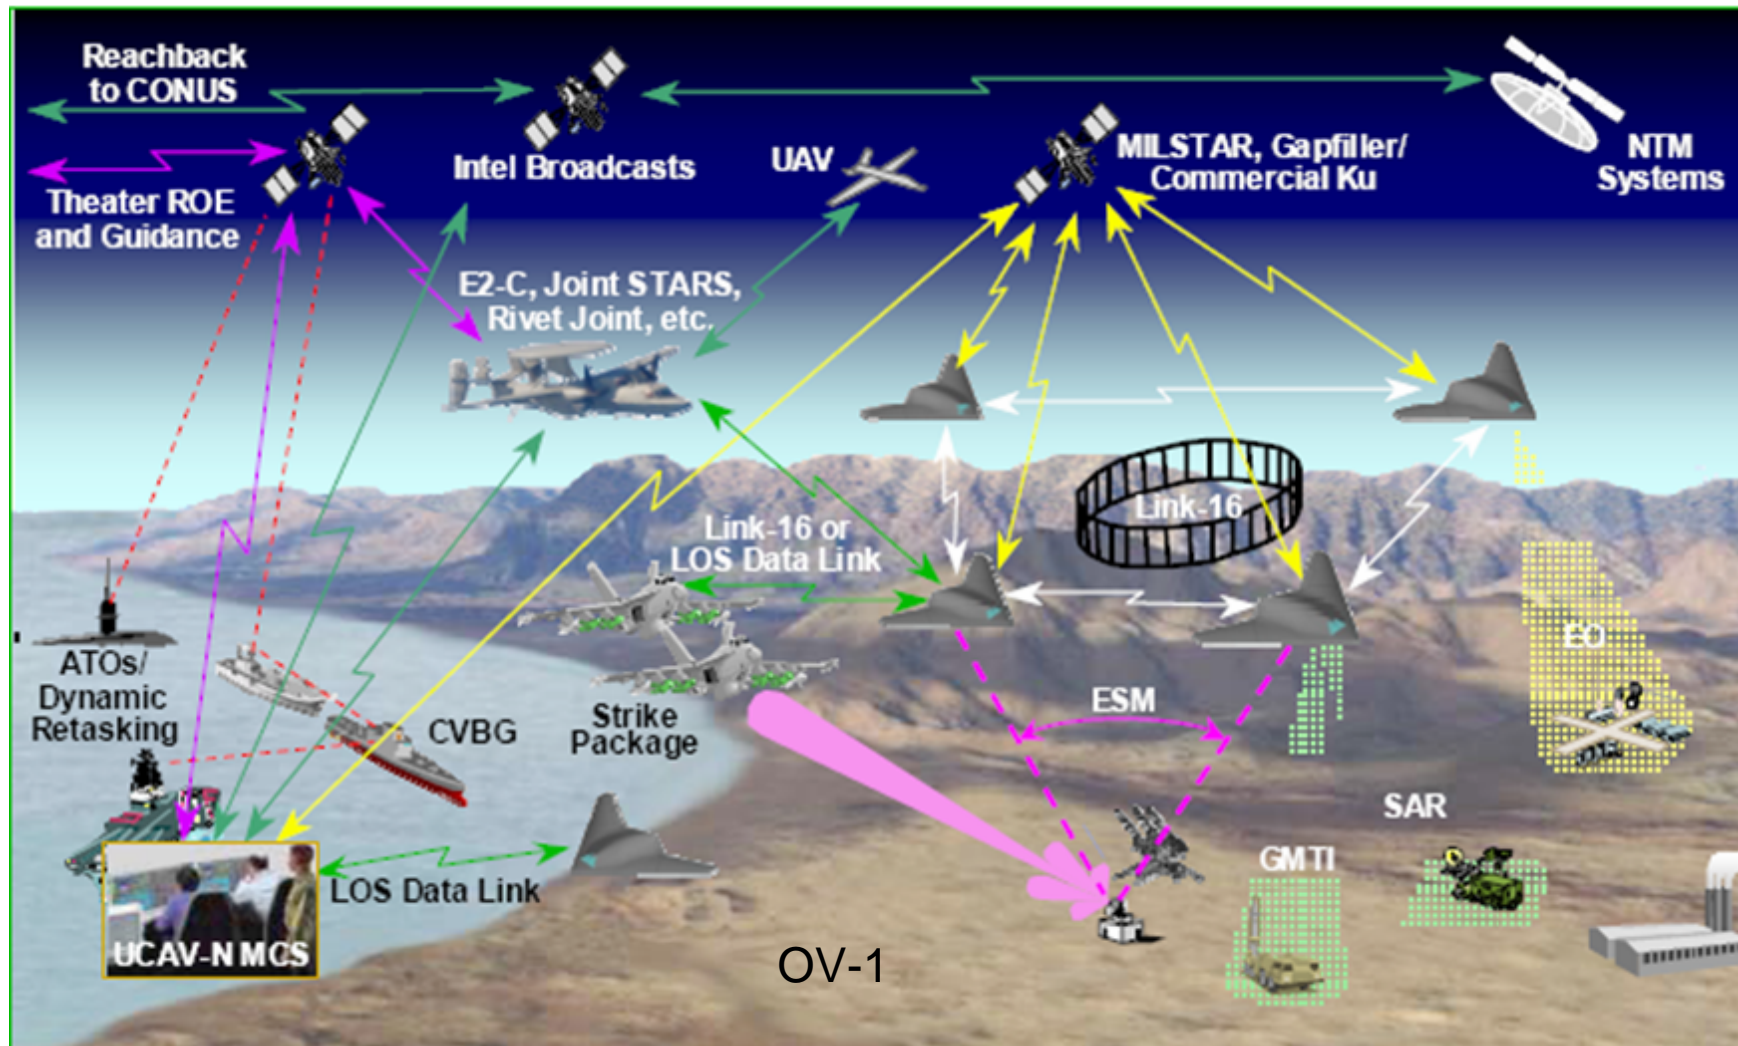 Reachback
to CONUS
Theater ROE
and Guidance
Intel Broadcasts
UAV
MILSTAR, Gapfiller/
Commercial Ku
NTM
Systems
E2-C, Joint STARS,
Rivet Joint, etc.
Link-16
Link-16 or
LOS Data Link
ATOs/
Dynamic
Retasking
CVBG
Strike
Package
ESM
EO
SAR
GMTI
LOS Data Link
UCAV-N MCS
OV-1